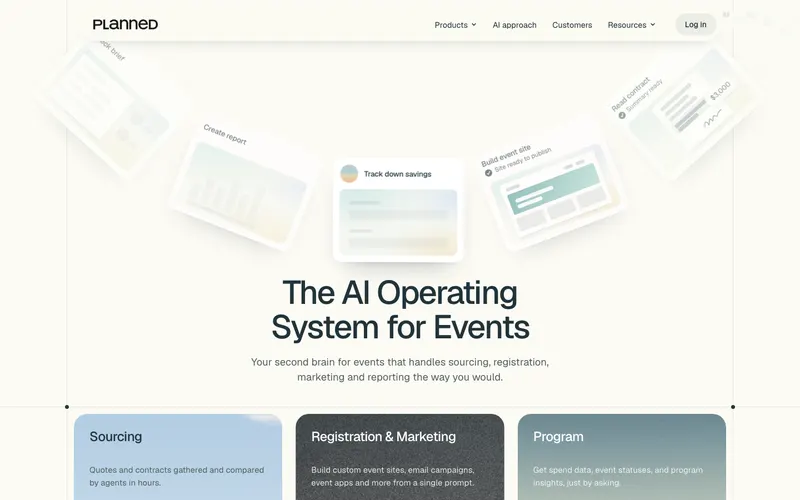 PLANNED
Products
AI approach
Customers
Resources
Log in
brief
Create report
Track down savings
Build event site
Site ready to publish
Read contract
Summary ready
$3,000
The AI Operating
System for Events
Your second brain for events that handles sourcing, registration,
marketing and reporting the way you would.
Sourcing
Quotes and contracts gathered and compared
by agents in hours.
Registration & Marketing
Build custom event sites, email campaigns,
event apps and more from a single prompt.
Program
Get spend data, event statuses, and program
insights, just by asking.